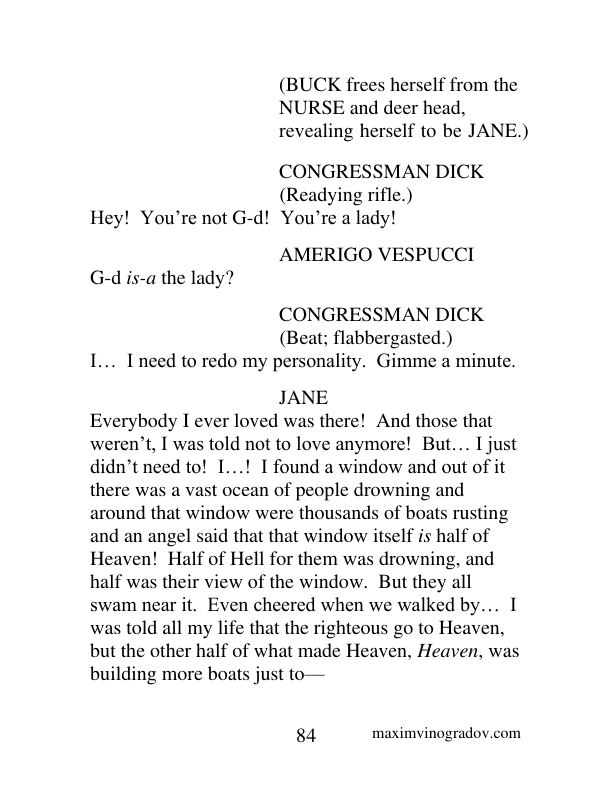 (BUCK frees herself from the
NURSE and deer head,
revealing herself to be JANE.)
CONGRESSMAN DICK
(Readying rifle.)
Hey!  You’re not G-d!  You’re a lady!
AMERIGO VESPUCCI
G-d is-a the lady?
CONGRESSMAN DICK
(Beat; flabbergasted.)
I…  I need to redo my personality.  Gimme a minute.
JANE
Everybody I ever loved was there!  And those that
weren’t, I was told not to love anymore!  But… I just
didn’t need to!  I…!  I found a window and out of it
there was a vast ocean of people drowning and
around that window were thousands of boats rusting
and an angel said that that window itself is half of
Heaven!  Half of Hell for them was drowning, and
half was their view of the window.  But they all
swam near it.  Even cheered when we walked by…  I
was told all my life that the righteous go to Heaven,
but the other half of what made Heaven, Heaven, was
building more boats just to—
84 maximvinogradov.com